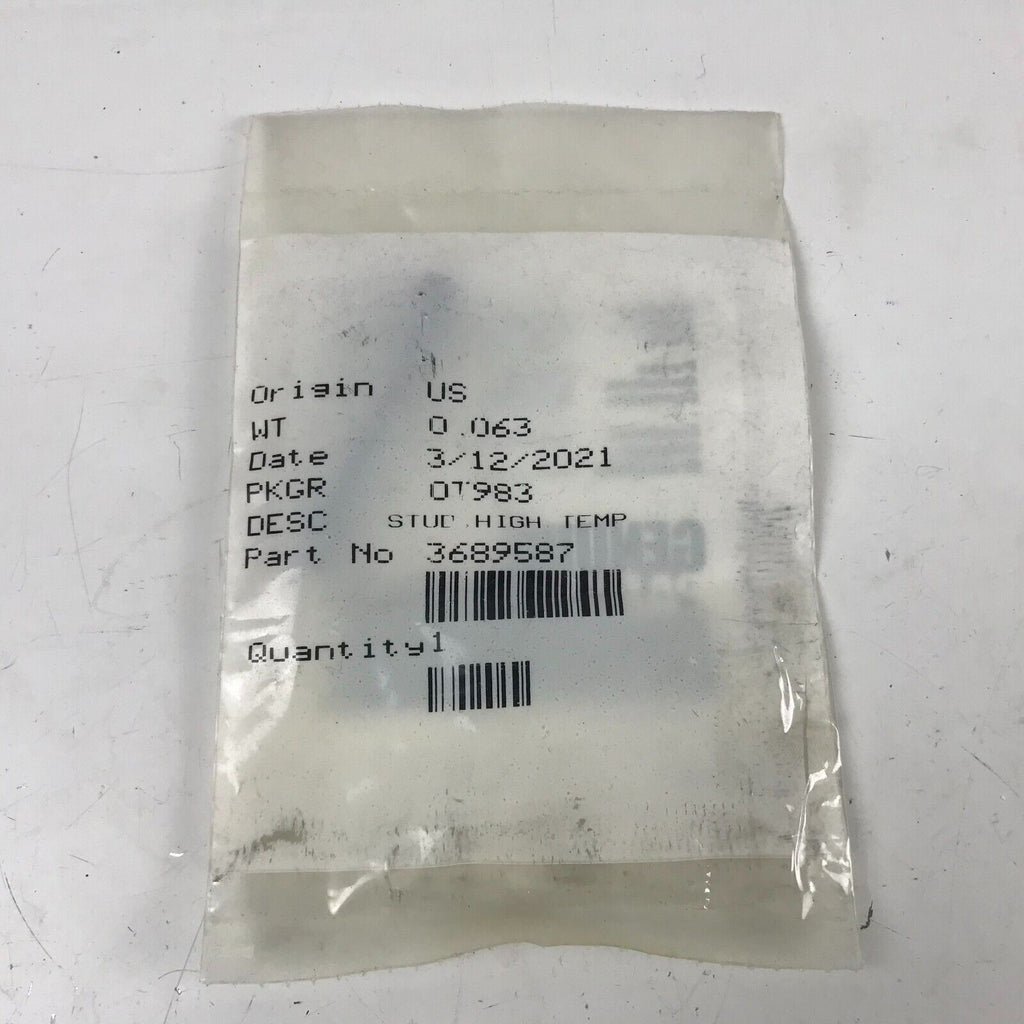 Origin US
WT 0.063
Date 3/12/2021
PKGR OT983
DESC STUD,HIGH TEMP
Part No 3689587
Quantity1